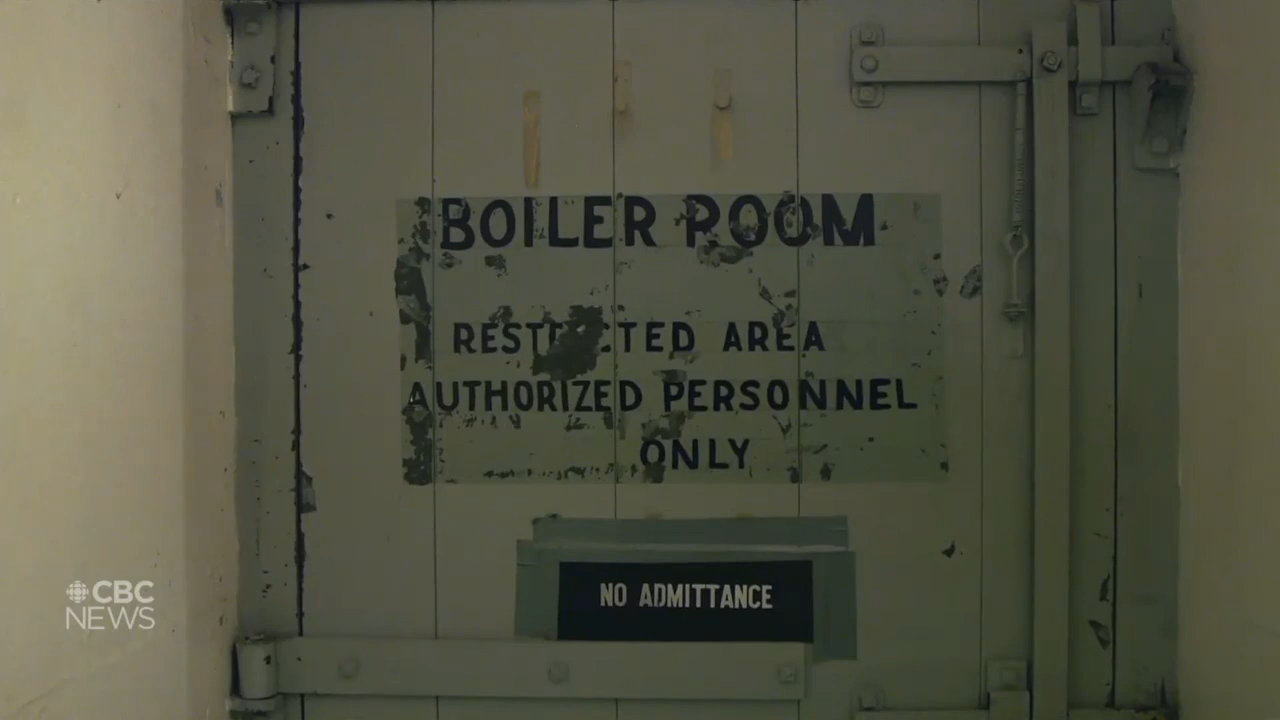 BOILER ROOM
RESTRICTED AREA
AUTHORIZED PERSONNEL
ONLY
NO ADMITTANCE
CBC
NEWS